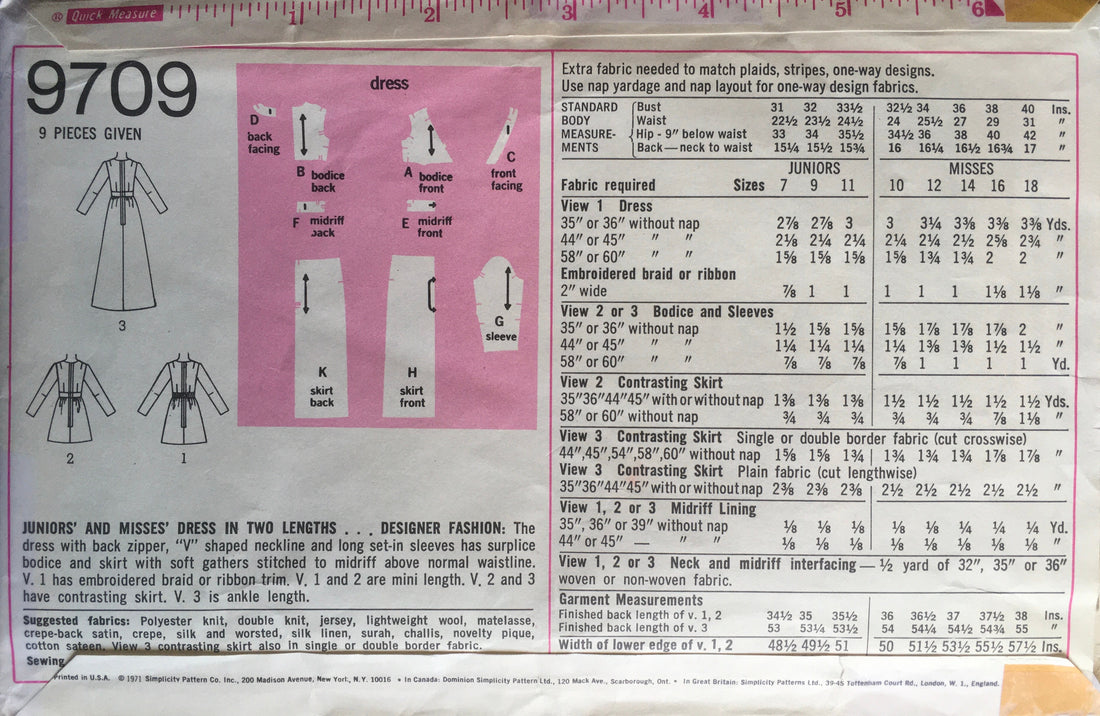 ® Quick Measure 1 2 3 4 5 6
9709
9 PIECES GIVEN
3
2 1
dress
D
back
facing
B bodice
back
A bodice
front
C
front
facing
F midriff
back
E midriff
front
K
skirt
back
H
skirt
front
G
sleeve
JUNIORS' AND MISSES' DRESS IN TWO LENGTHS . . . DESIGNER FASHION: The
dress with back zipper, "V" shaped neckline and long set-in sleeves has surplice
bodice and skirt with soft gathers stitched to midriff above normal waistline.
V. 1 has embroidered braid or ribbon trim. V. 1 and 2 are mini length. V. 2 and 3
have contrasting skirt. V. 3 is ankle length.
Suggested fabrics: Polyester knit, double knit, jersey, lightweight wool, matelasse,
crepe-back satin, crepe, silk and worsted, silk linen, surah, challis, novelty pique,
cotton sateen. View 3 contrasting skirt also in single or double border fabric.
Sewing
Extra fabric needed to match plaids, stripes, one-way designs.
Use nap yardage and nap layout for one-way design fabrics.
STANDARD Bust 31 32 33½ 32½ 34 36 38 40 Ins.
BODY Waist 22½ 23½ 24½ 24 25½ 27 29 31 "
MEASURE- Hip - 9" below waist 33 34 35½ 34½ 36 38 40 42 "
MENTS Back—neck to waist 15¼ 15½ 15¾ 16 16¼ 16½ 16¾ 17 "
JUNIORS MISSES
Fabric required Sizes 7 9 11 10 12 14 16 18
View 1 Dress
35" or 36" without nap 2⅞ 2⅞ 3 3 3¼ 3⅜ 3⅜ 3⅜ Yds.
44" or 45" " " 2⅛ 2¼ 2¼ 2¼ 2¼ 2½ 2⅝ 2¾ "
58" or 60" " " 1⅝ 1⅝ 1⅝ 1⅝ 1¾ 1¾ 2 2 "
Embroidered braid or ribbon
2" wide ⅞ 1 1 1 1 1 1⅛ 1⅛ "
View 2 or 3 Bodice and Sleeves
35" or 36" without nap 1½ 1⅝ 1⅝ 1⅝ 1⅞ 1⅞ 1⅞ 2 "
44" or 45" " " 1¼ 1¼ 1¼ 1¼ 1⅜ 1⅜ 1½ 1½ "
58" or 60" " " ⅞ ⅞ ⅞ ⅞ 1 1 1 1 Yd.
View 2 Contrasting Skirt
35"36"44"45" with or without nap 1⅜ 1⅜ 1⅜ 1½ 1½ 1½ 1½ 1½ Yds.
58" or 60" without nap ¾ ¾ ¾ ¾ ¾ ¾ ⅞ 1⅛ "
View 3 Contrasting Skirt Single or double border fabric (cut crosswise)
44",45",54",58",60" without nap 1⅝ 1⅝ 1¾ 1¾ 1¾ 1¾ 1⅞ 1⅞ "
View 3 Contrasting Skirt Plain fabric (cut lengthwise)
35"36"44"45" with or without nap 2⅜ 2⅜ 2⅜ 2½ 2½ 2½ 2½ 2½ "
View 1, 2 or 3 Midriff Lining
35", 36" or 39" without nap ⅛ ⅛ ⅛ ⅛ ⅛ ¼ ¼ ¼ Yd.
44" or 45" — " " ⅛ ⅛ ⅛ ⅛ ⅛ ⅛ ⅛ ⅛ "
View 1, 2 or 3 Neck and midriff interfacing — ½ yard of 32", 35" or 36"
woven or non-woven fabric.
Garment Measurements
Finished back length of v. 1, 2 34½ 35 35½ 36 36½ 37 37½ 38 Ins.
Finished back length of v. 3 53 53¼ 53½ 54 54¼ 54½ 54¾ 55 "
Width of lower edge of v. 1, 2 48½ 49½ 51 50 51½ 53½ 55½ 57½ Ins.
Printed in U.S.A. © 1971 Simplicity Pattern Co. Inc., 200 Madison Avenue, New York, N.Y. 10016 • In Canada: Dominion Simplicity Pattern Ltd., 120 Mack Ave., Scarborough, Ont. • In Great Britain: Simplicity Patterns Ltd., 39-45 Tottenham Court Rd., London, W. 1., England.